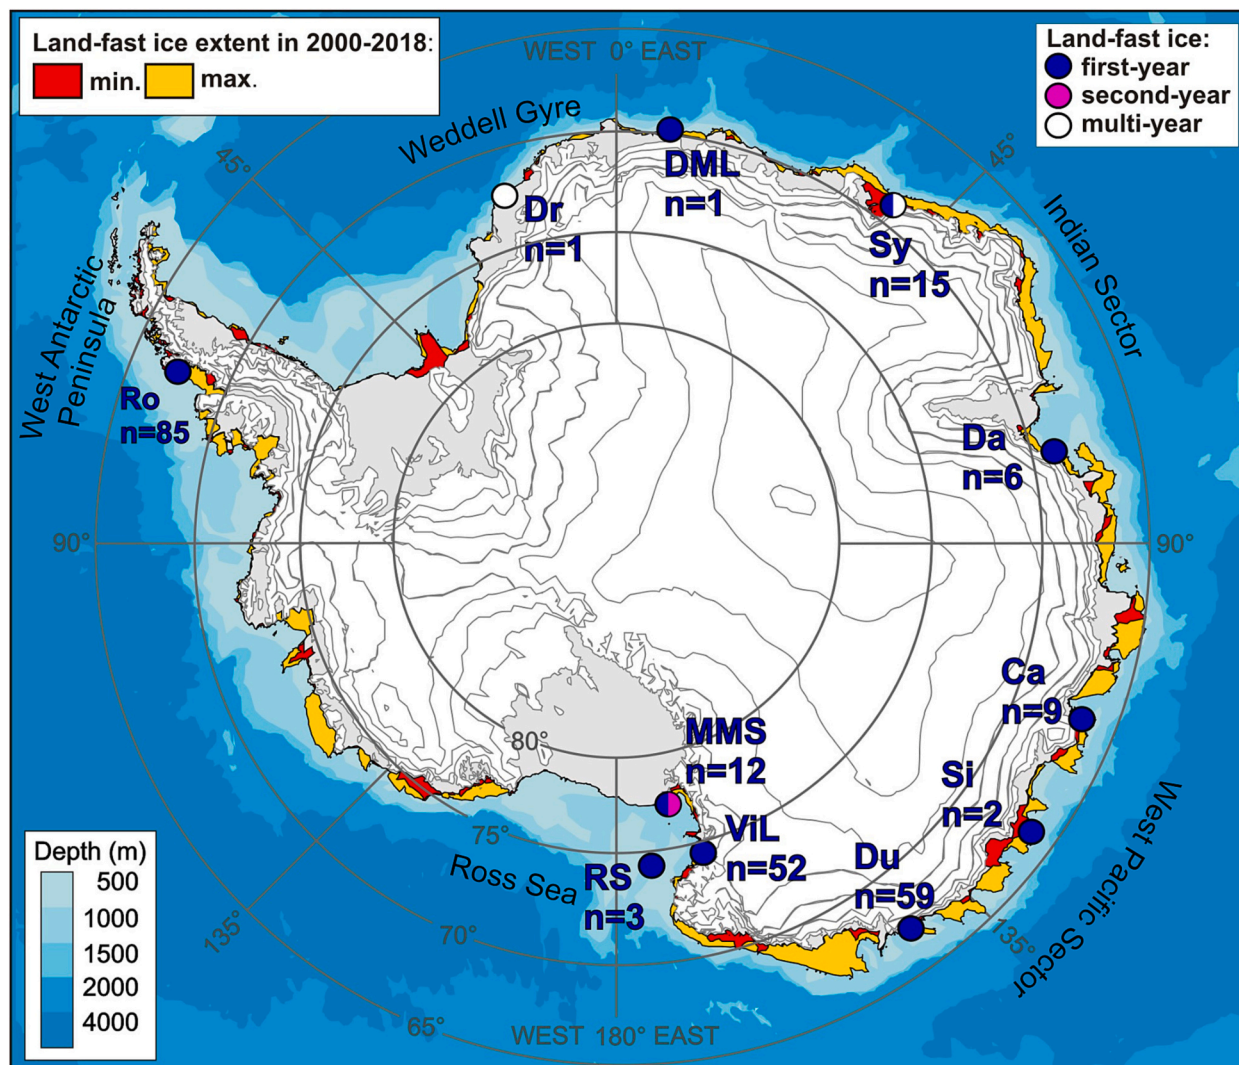 Land-fast ice extent in 2000-2018:
min. max.
Land-fast ice:
first-year
second-year
multi-year
WEST 0° EAST
Weddell Gyre
45°
45°
DML
n=1
Dr
n=1
Sy
n=15
Indian Sector
West Antarctic
Peninsula
Ro
n=85
Da
n=6
90°
90°
Ca
n=9
MMS
n=12
80°
Si
n=2
ViL
n=52
Du
n=59
75°
RS
n=3
Ross Sea
West Pacific Sector
Depth (m)
500
1000
1500
2000
4000
135°
70°
135°
65°
WEST 180° EAST